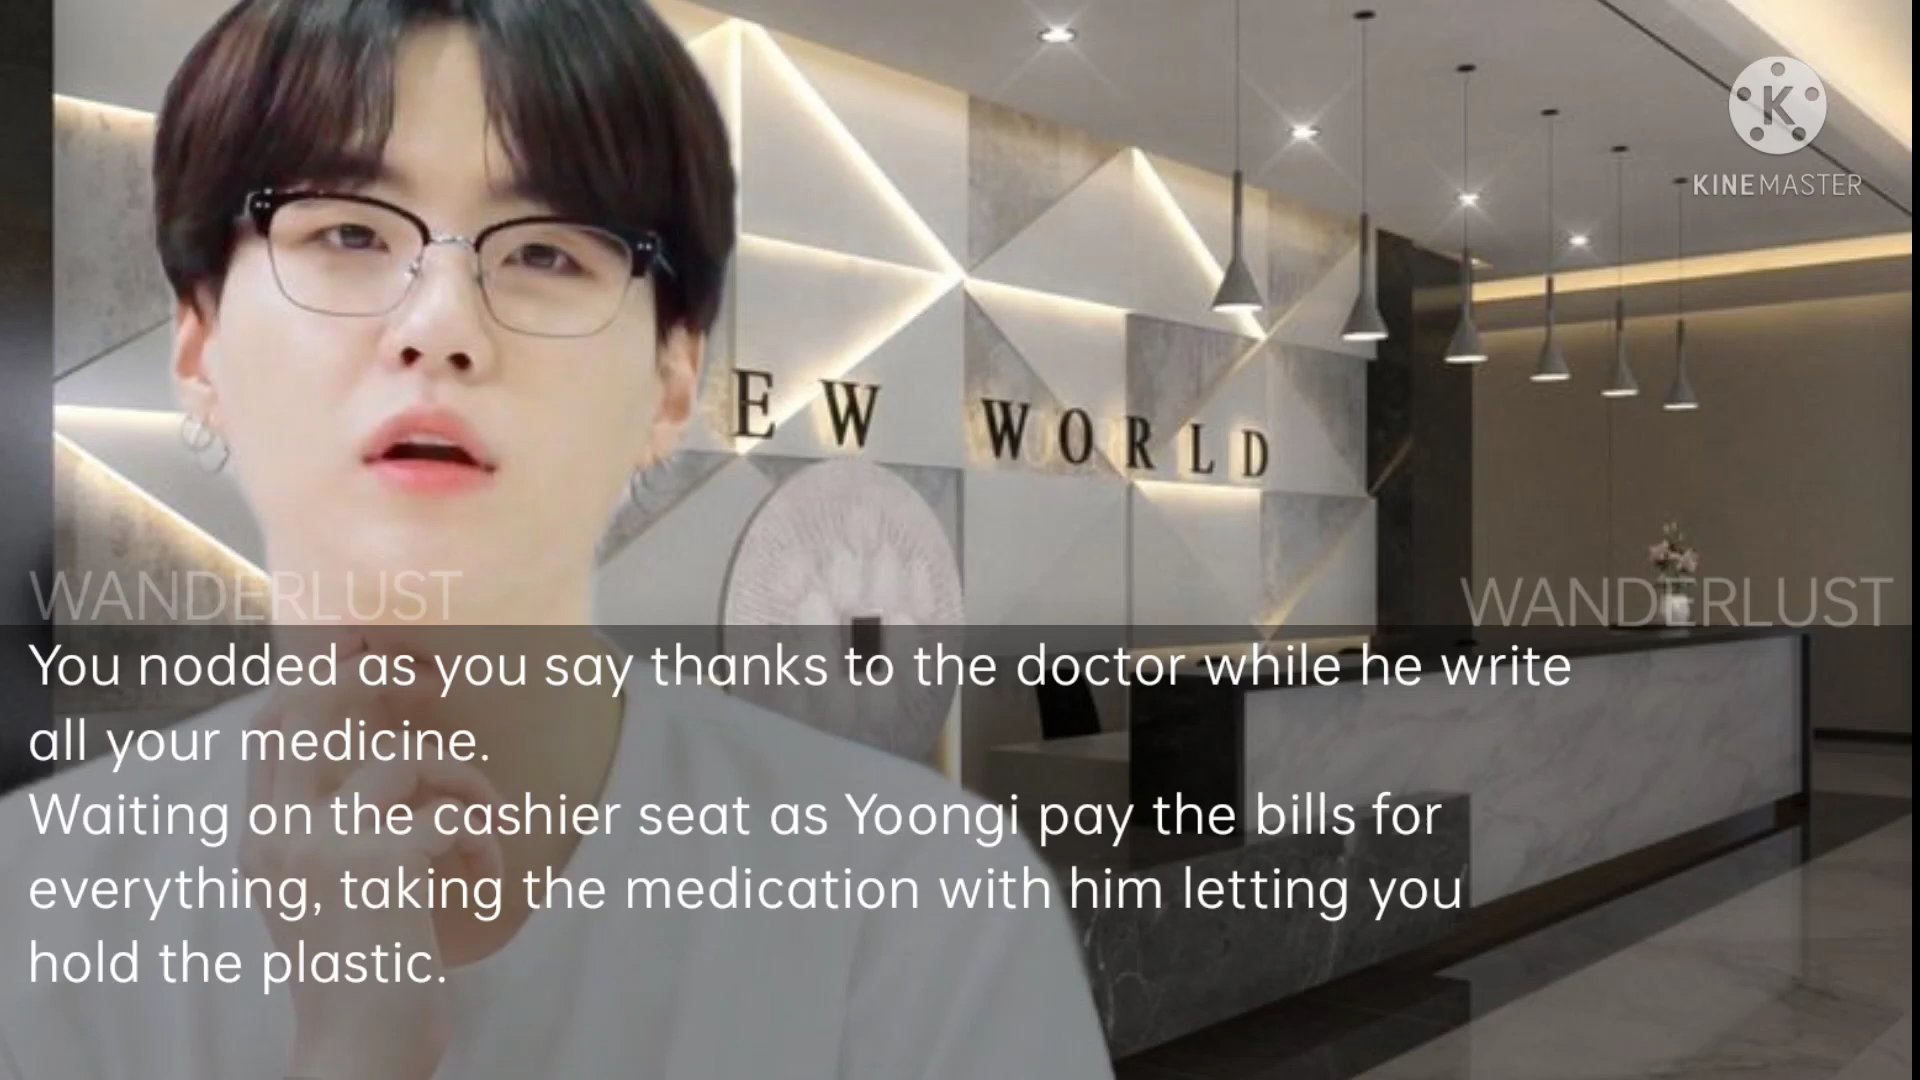 KINEMASTER
EW WORLD
WANDERLUST
WANDERLUST
You nodded as you say thanks to the doctor while he write
all your medicine.
Waiting on the cashier seat as Yoongi pay the bills for
everything, taking the medication with him letting you
hold the plastic.